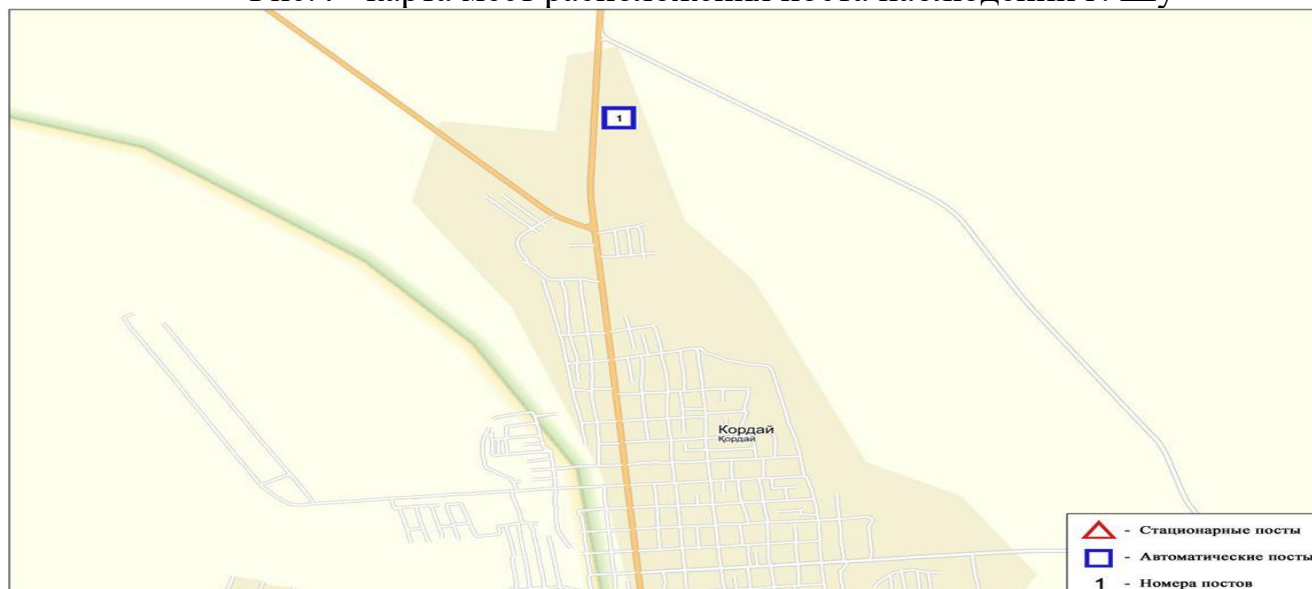 1
Кордай
Қордай
- Стационарные посты
- Автоматические посты
1 - Номера постов